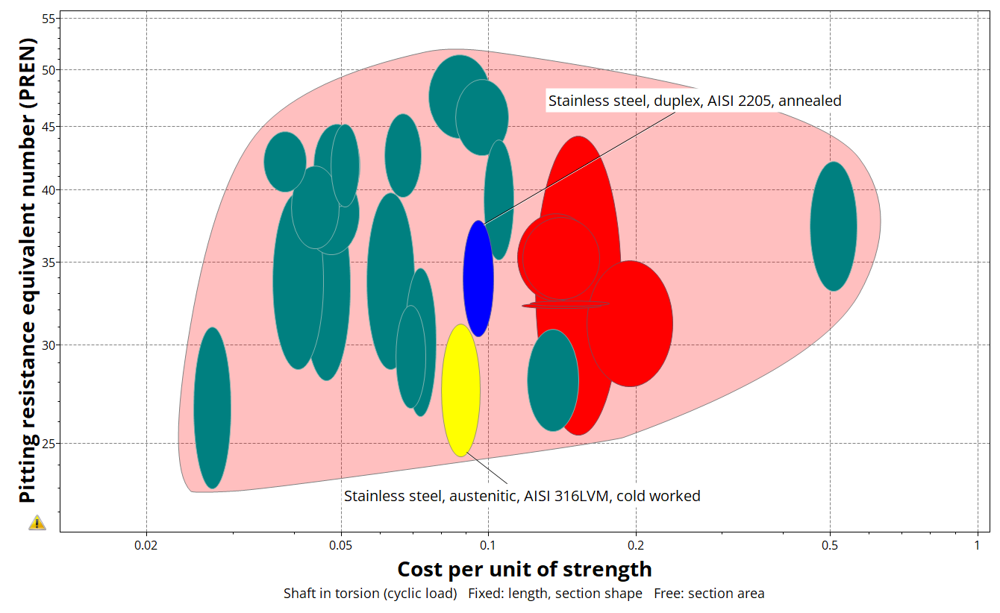 Pitting resistance equivalent number (PREN)
55
50
45
40
35
30
25
Stainless steel, duplex, AISI 2205, annealed
Stainless steel, austenitic, AISI 316LVM, cold worked
0.02 0.05 0.1 0.2 0.5 1
Cost per unit of strength
Shaft in torsion (cyclic load) Fixed: length, section shape Free: section area